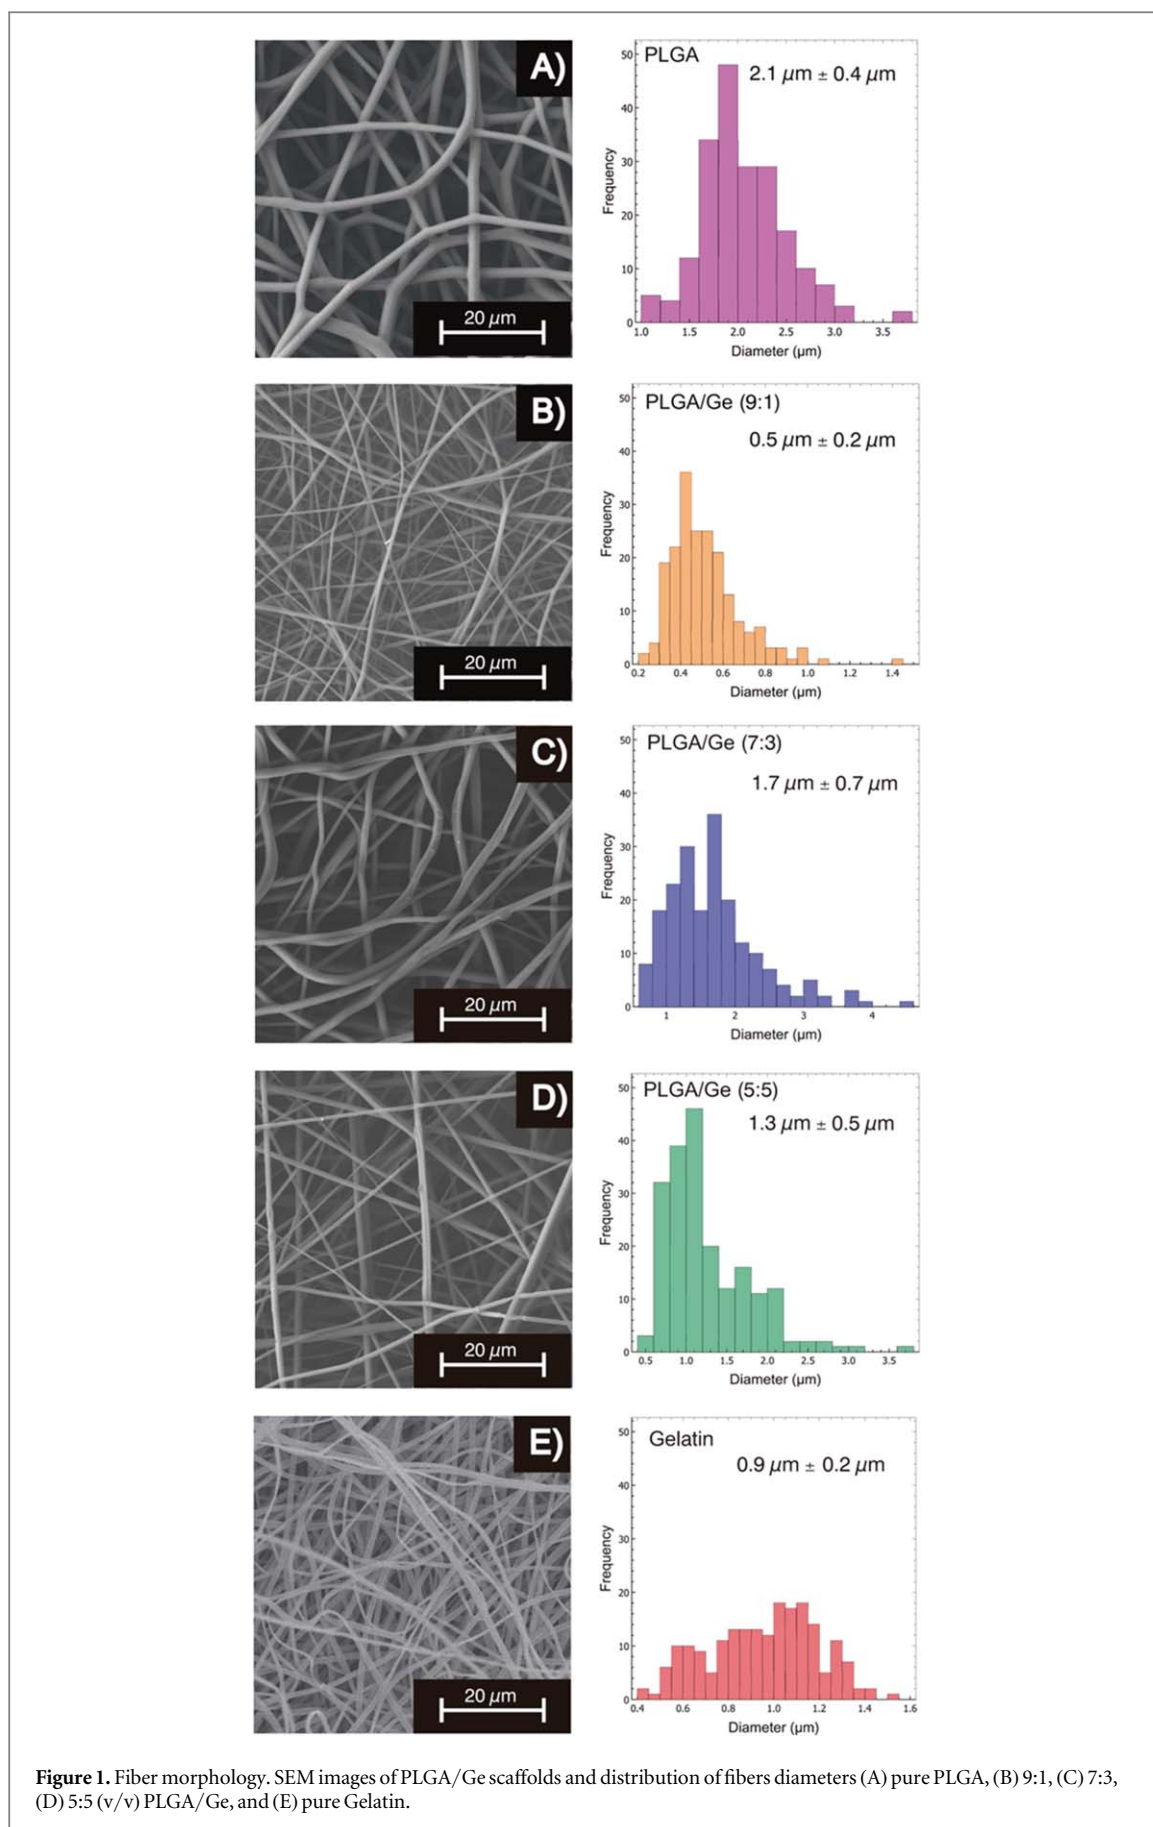 A)
20 µm
PLGA
2.1 µm ± 0.4 µm
Frequency
50
40
30
20
10
0
1.0 1.5 2.0 2.5 3.0 3.5
Diameter (µm)
B)
20 µm
PLGA/Ge (9:1)
0.5 µm ± 0.2 µm
Frequency
50
40
30
20
10
0
0.2 0.4 0.6 0.8 1.0 1.2 1.4
Diameter (µm)
C)
20 µm
PLGA/Ge (7:3)
1.7 µm ± 0.7 µm
Frequency
50
40
30
20
10
0
1 2 3 4
Diameter (µm)
D)
20 µm
PLGA/Ge (5:5)
1.3 µm ± 0.5 µm
Frequency
50
40
30
20
10
0
0.5 1.0 1.5 2.0 2.5 3.0 3.5
Diameter (µm)
E)
20 µm
Gelatin
0.9 µm ± 0.2 µm
Frequency
50
40
30
20
10
0
0.4 0.6 0.8 1.0 1.2 1.4 1.6
Diameter (µm)
Figure 1. Fiber morphology. SEM images of PLGA/Ge scaffolds and distribution of fibers diameters (A) pure PLGA, (B) 9:1, (C) 7:3,
(D) 5:5 (v/v) PLGA/Ge, and (E) pure Gelatin.